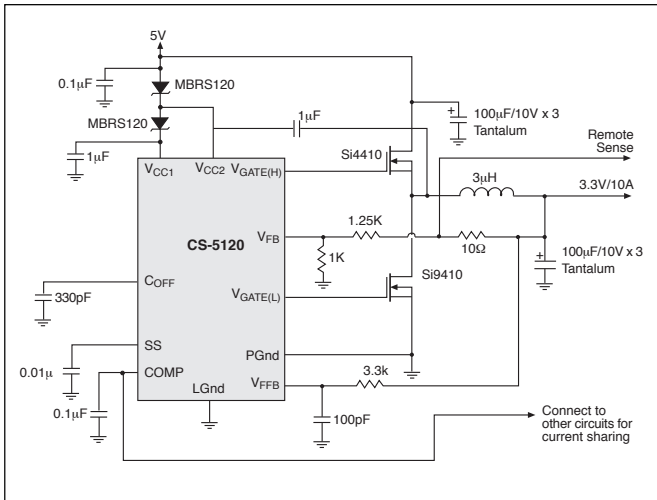 5V
0.1µF
MBRS120
MBRS120
1µF
1µF
100µF/10V x 3
Tantalum
Remote
Sense
Si4410
VCC1
VCC2
VGATE(H)
3µH
3.3V/10A
1.25K
CS-5120
VFB
1K
10Ω
100µF/10V x 3
Tantalum
COFF
330pF
VGATE(L)
Si9410
SS
0.01µ
PGnd
COMP
3.3k
LGnd
VFFB
0.1µF
100pF
Connect to
other circuits for
current sharing